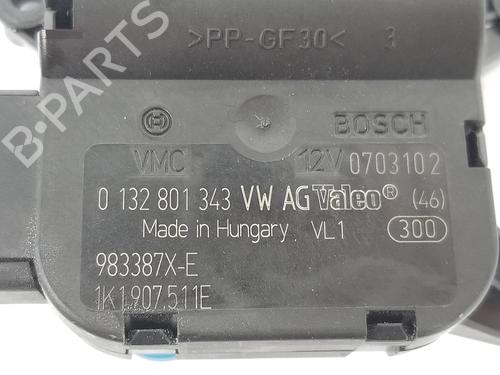 >PP-GF30< 3
BOSCH
VMC 12V 0703102
0 132 801 343 VW AG Valeo® (46)
Made in Hungary VL1 300
983387X-E
1K1.907.511E
B-PARTS